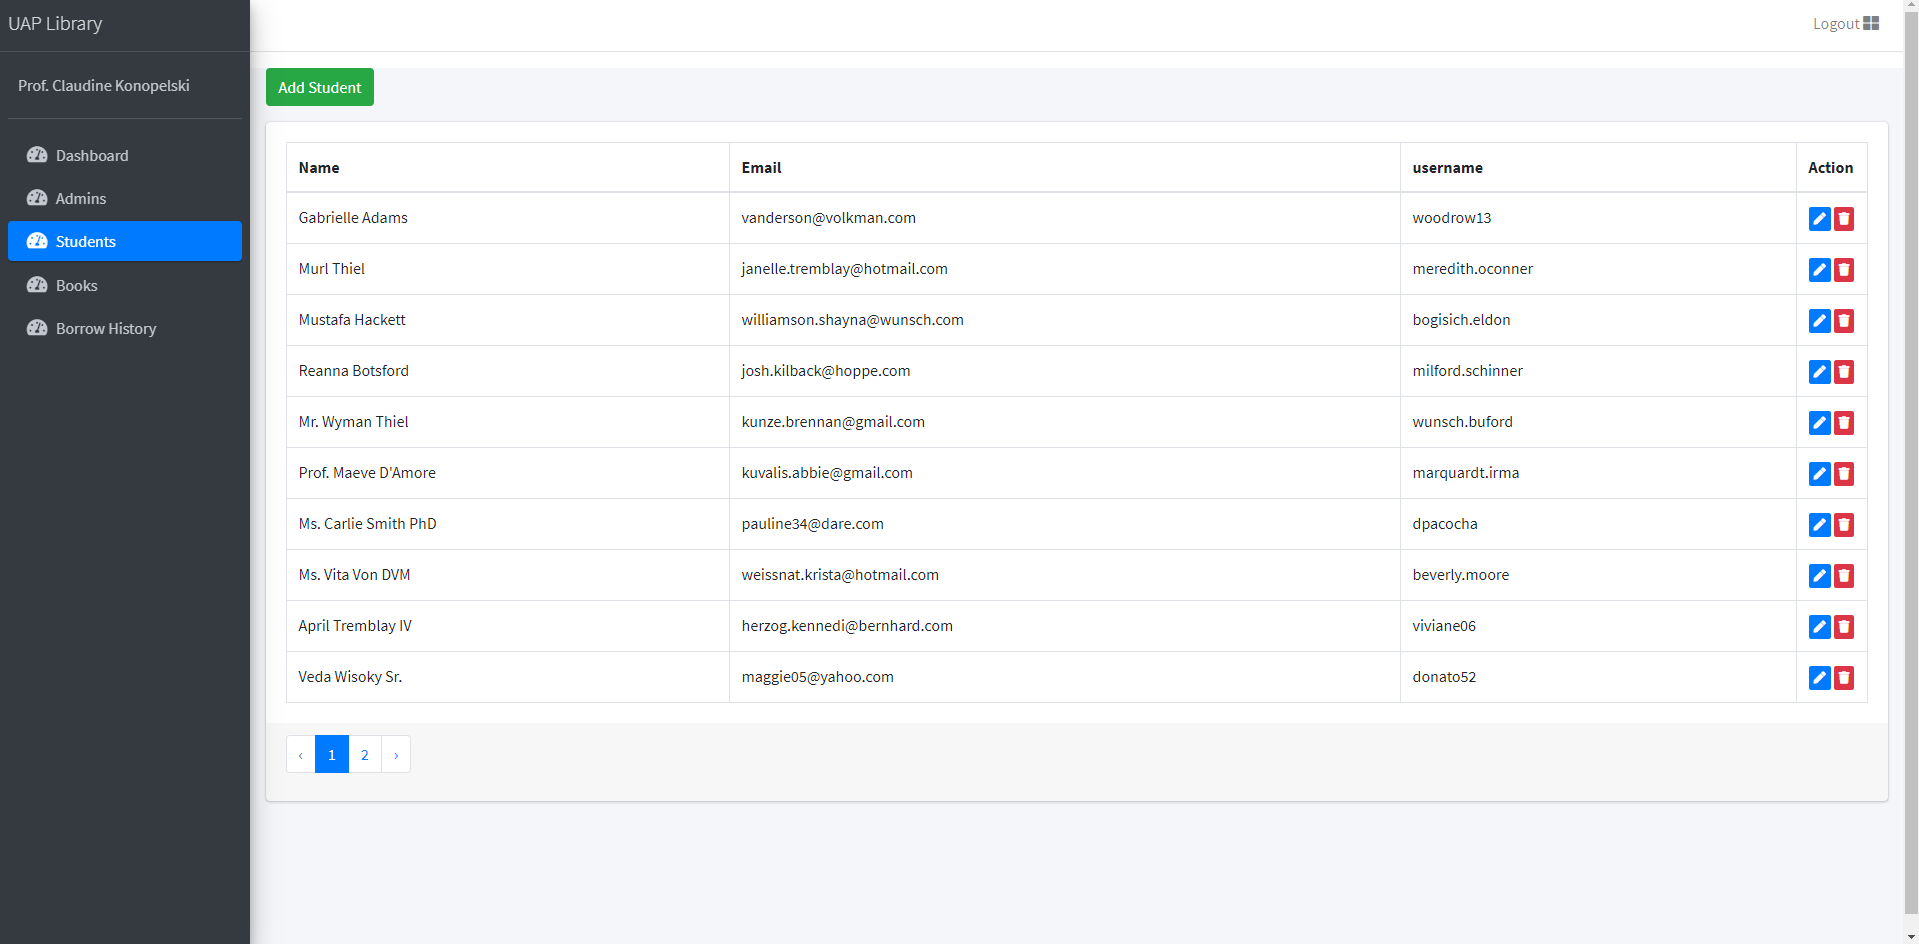 UAP Library
Logout
Prof. Claudine Konopelski
Dashboard
Admins
Students
Books
Borrow History
Add Student
Name Email username Action
Gabrielle Adams vanderson@volkman.com woodrow13
Murl Thiel janelle.tremblay@hotmail.com meredith.oconner
Mustafa Hackett williamson.shayna@wunsch.com bogisich.eldon
Reanna Botsford josh.kilback@hoppe.com milford.schinner
Mr. Wyman Thiel kunze.brennan@gmail.com wunsch.buford
Prof. Maeve D'Amore kuvalis.abbie@gmail.com marquardt.irma
Ms. Carlie Smith PhD pauline34@dare.com dpacocha
Ms. Vita Von DVM weissnat.krista@hotmail.com beverly.moore
April Tremblay IV herzog.kennedi@bernhard.com viviane06
Veda Wisoky Sr. maggie05@yahoo.com donato52
‹ 1 2 ›